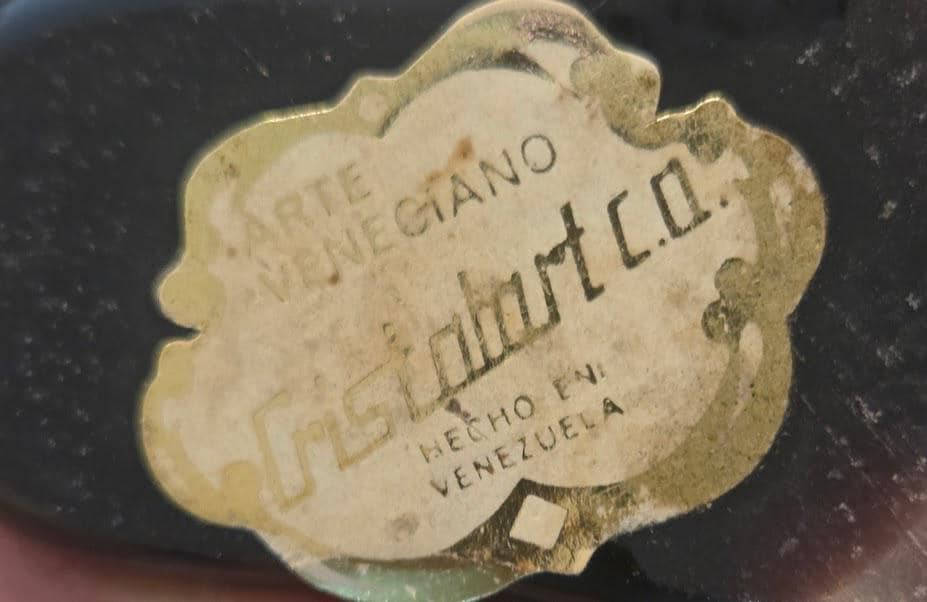 ARTE
VENECIANO
Cristalart c.a.
HECHO EN
VENEZUELA